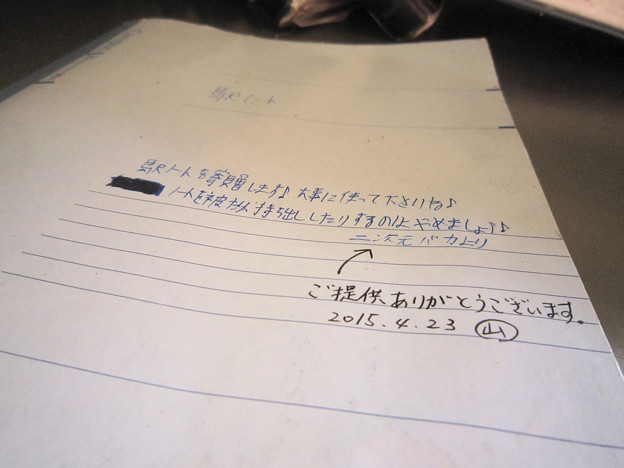 駅ノート
駅ノートを寄贈します♪ 大事に使って下さいね♪
ノートを破いたり持ち出ししたりするのはやめましょう♪
二次元バカより
ご提供ありがとうございます。
2015.4.23 山